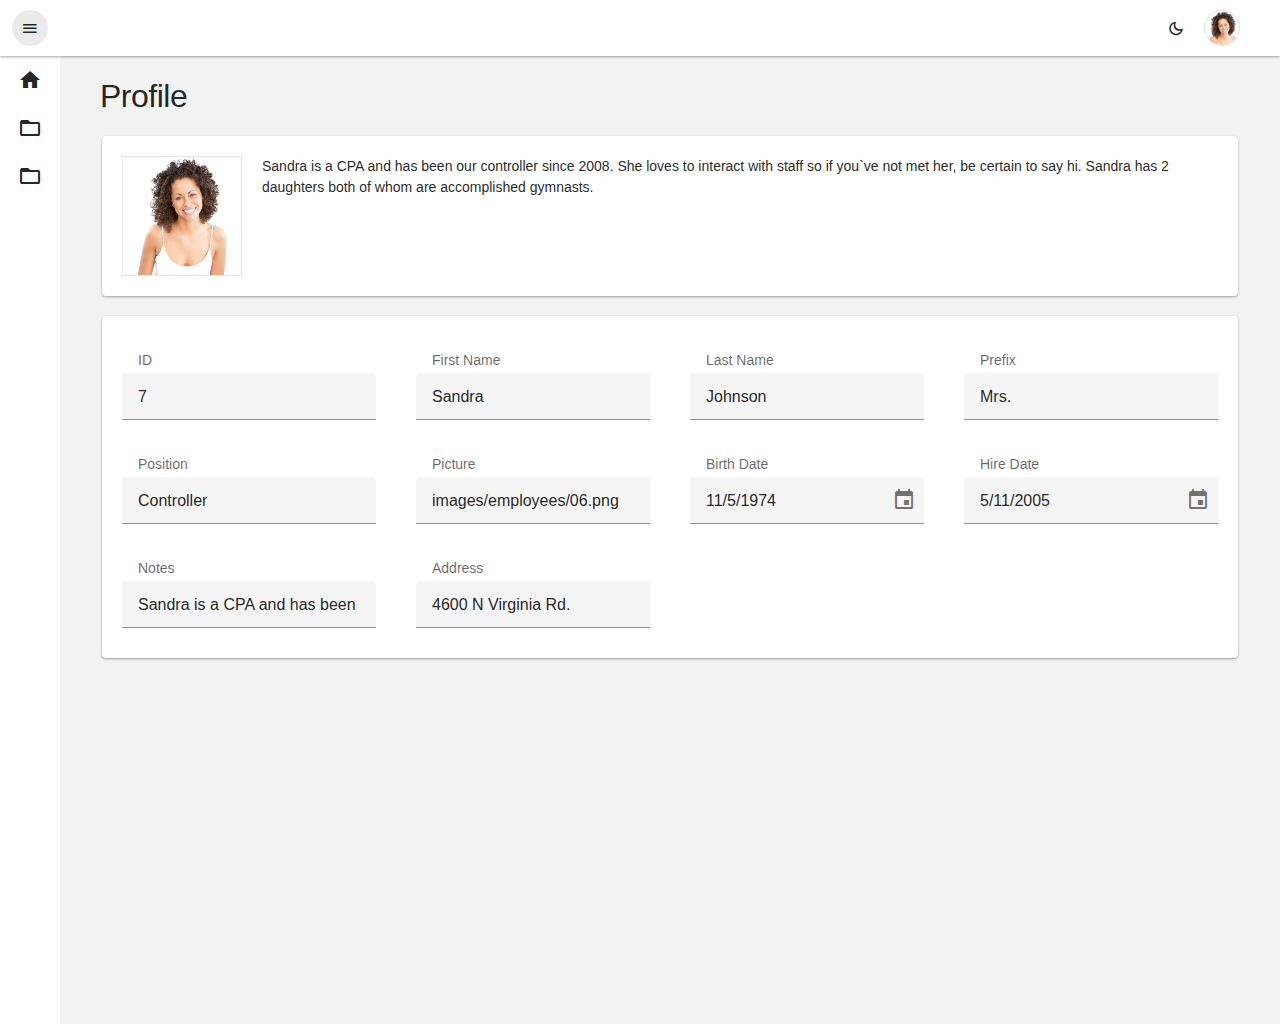 Profile
Sandra is a CPA and has been our controller since 2008. She loves to interact with staff so if you`ve not met her, be certain to say hi. Sandra has 2
daughters both of whom are accomplished gymnasts.
ID
First Name
Last Name
Prefix
7
Sandra
Johnson
Mrs.
Position
Picture
Birth Date
Hire Date
Controller
images/employees/06.png
11/5/1974
5/11/2005
Notes
Address
Sandra is a CPA and has been
4600 N Virginia Rd.